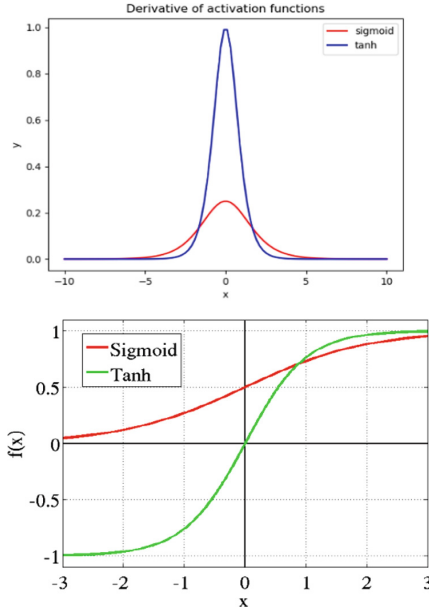 Derivative of activation functions
sigmoid
tanh
1.0
0.8
0.6
0.4
0.2
0.0
y
−10 −5 0 5 10
x
Sigmoid
Tanh
1
0.5
0
-0.5
-1
f(x)
-3 -2 -1 0 1 2 3
x